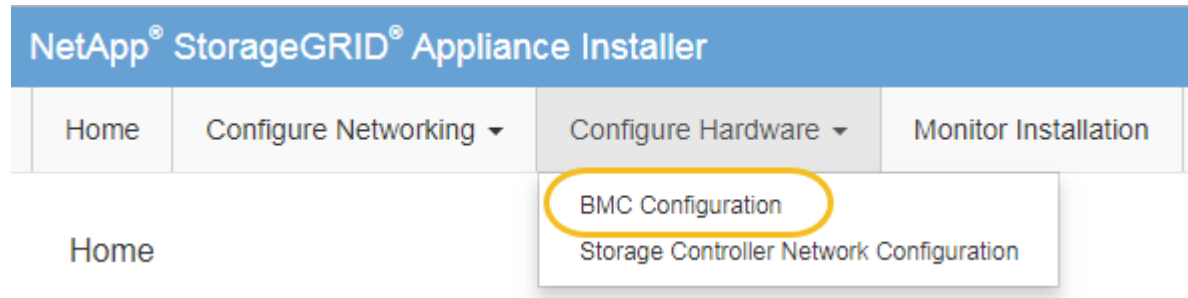 NetApp® StorageGRID® Appliance Installer
Home Configure Networking Configure Hardware Monitor Installation
BMC Configuration
Home
Storage Controller Network Configuration